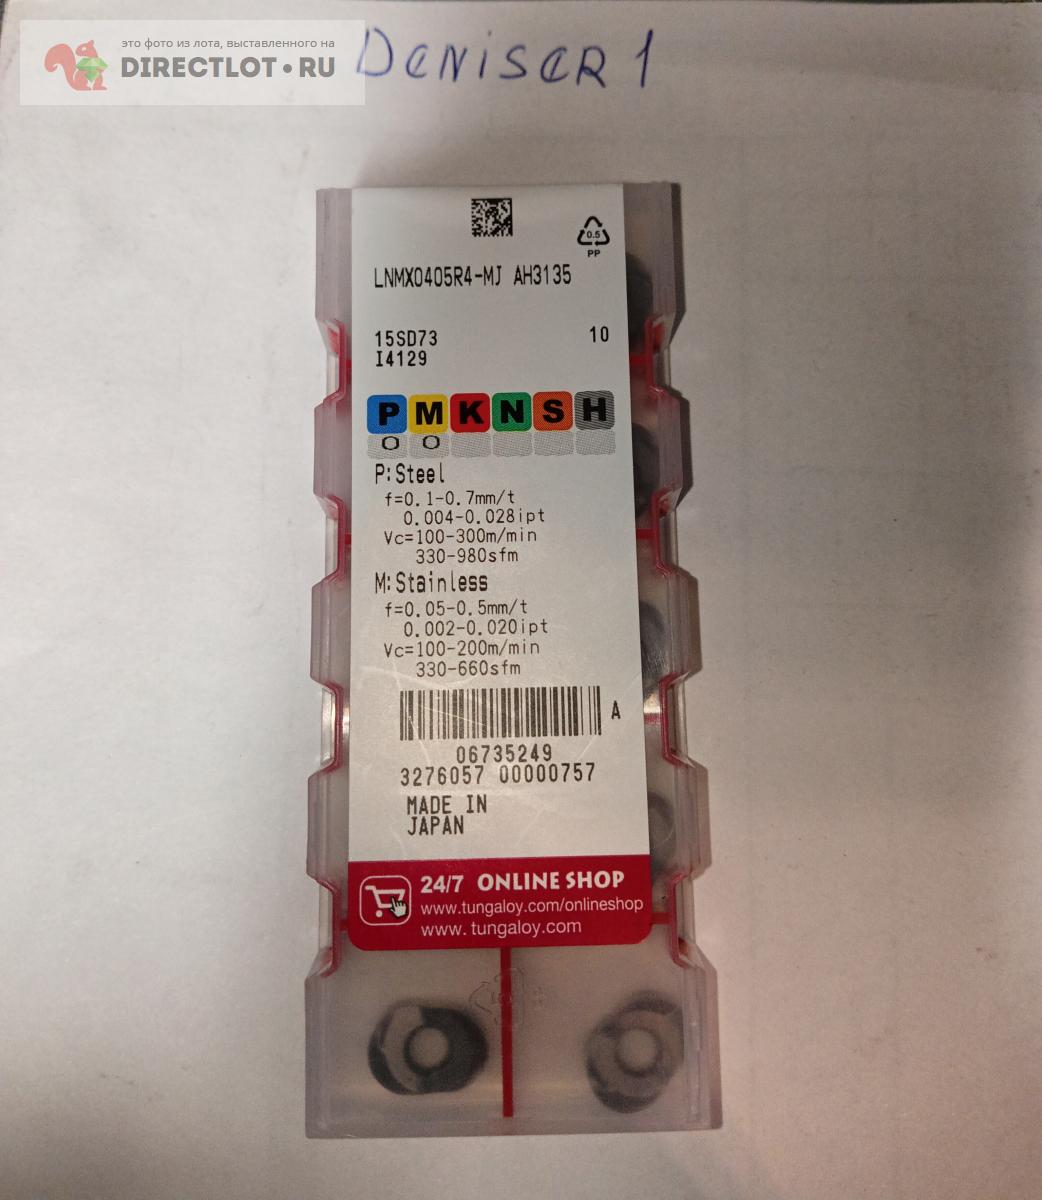 это фото из лота, выставленного на
DIRECTLOT.RU
DENISER1
0.5
PP
LNMX0405R4-MJ AH3135
15SD73 10
I4129
P M K N S H
O O
P:Steel
f=0.1-0.7mm/t
0.004-0.028ipt
Vc=100-300m/min
330-980sfm
M:Stainless
f=0.05-0.5mm/t
0.002-0.020ipt
Vc=100-200m/min
330-660sfm
A
06735249
3276057 00000757
MADE IN
JAPAN
24/7 ONLINE SHOP
www.tungaloy.com/onlineshop
www.tungaloy.com